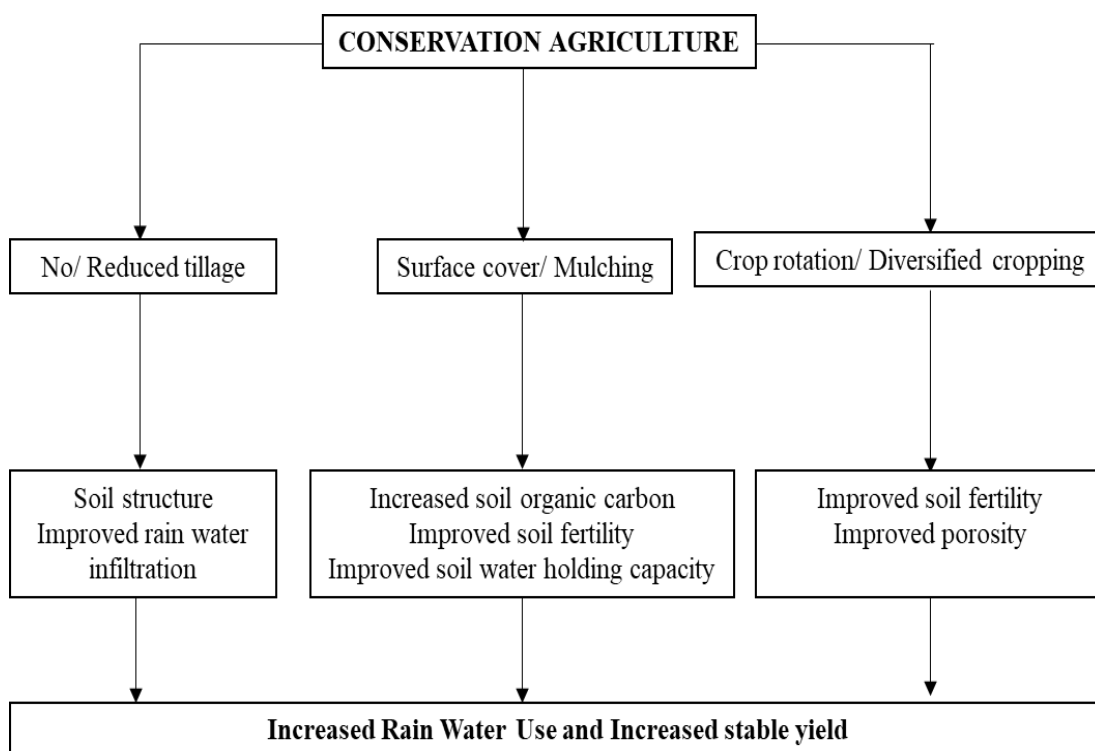 CONSERVATION AGRICULTURE
No/ Reduced tillage
Surface cover/ Mulching
Crop rotation/ Diversified cropping
Soil structure
Improved rain water
infiltration
Increased soil organic carbon
Improved soil fertility
Improved soil water holding capacity
Improved soil fertility
Improved porosity
Increased Rain Water Use and Increased stable yield